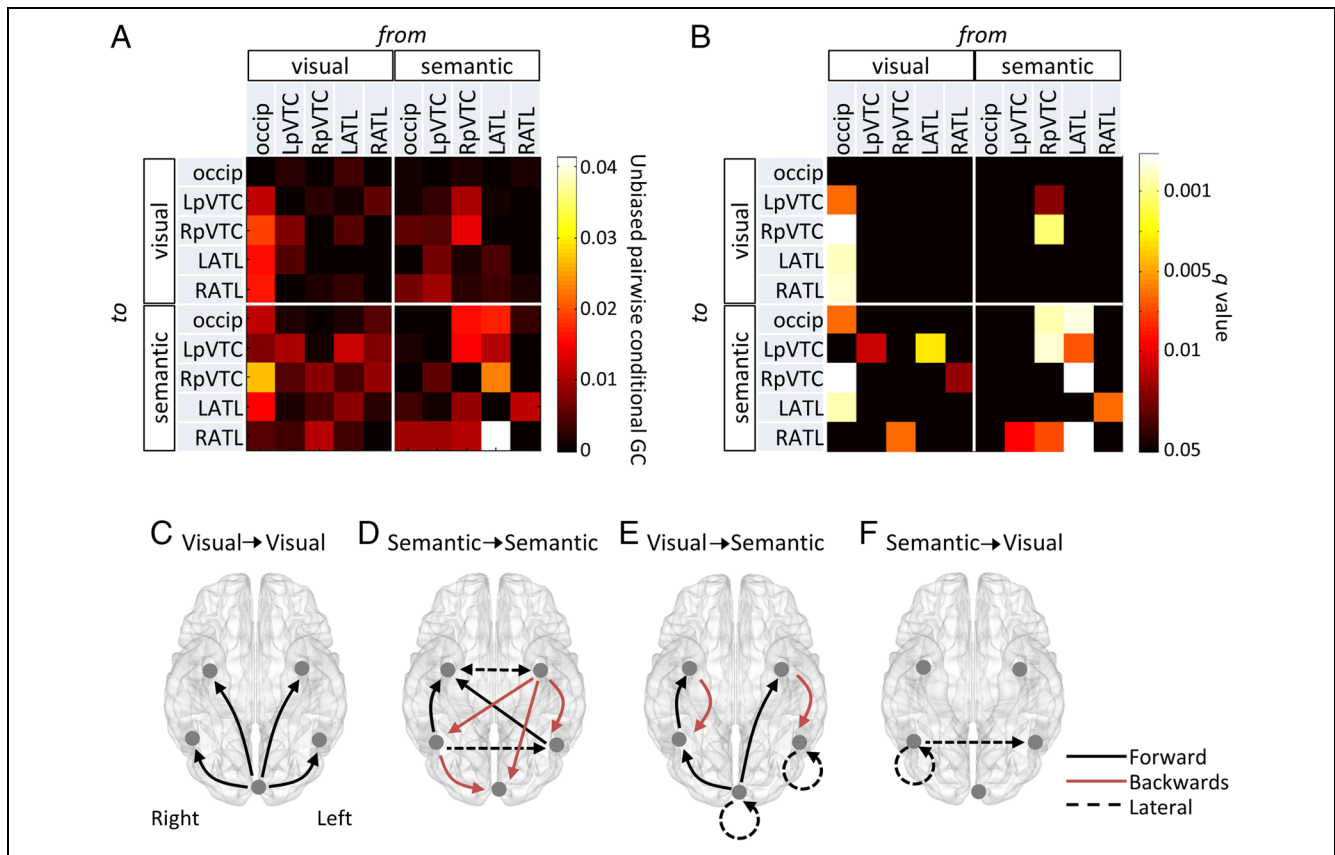 A
from
visual semantic
occip LpVTC RpVTC LATL RATL occip LpVTC RpVTC LATL RATL
to
visual
occip
LpVTC
RpVTC
LATL
RATL
semantic
occip
LpVTC
RpVTC
LATL
RATL
0.04
0.03
0.02
0.01
0
Unbiased pairwise conditional GC
B
from
visual semantic
occip LpVTC RpVTC LATL RATL occip LpVTC RpVTC LATL RATL
to
visual
occip
LpVTC
RpVTC
LATL
RATL
semantic
occip
LpVTC
RpVTC
LATL
RATL
0.001
0.005
0.01
0.05
q value
C Visual→Visual
D Semantic→Semantic
E Visual→Semantic
F Semantic→Visual
Right Left
Forward
Backwards
Lateral